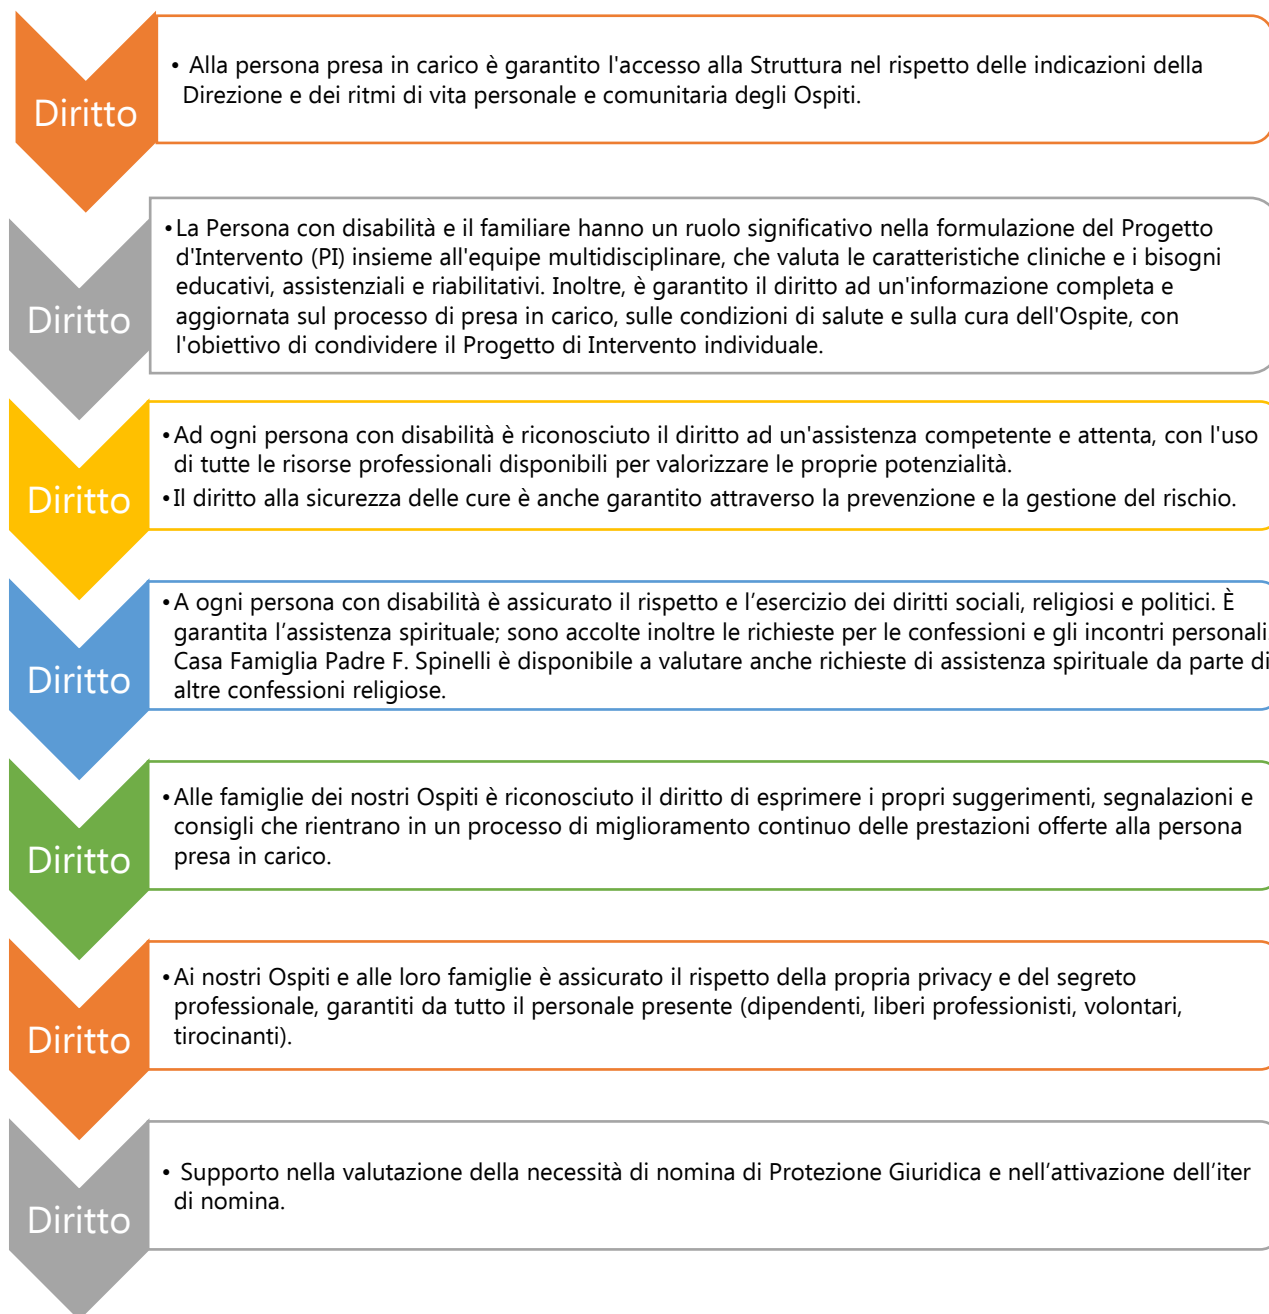 Diritto
• Alla persona presa in carico è garantito l'accesso alla Struttura nel rispetto delle indicazioni della
Direzione e dei ritmi di vita personale e comunitaria degli Ospiti.
Diritto
•La Persona con disabilità e il familiare hanno un ruolo significativo nella formulazione del Progetto
d'Intervento (PI) insieme all'equipe multidisciplinare, che valuta le caratteristiche cliniche e i bisogni
educativi, assistenziali e riabilitativi. Inoltre, è garantito il diritto ad un'informazione completa e
aggiornata sul processo di presa in carico, sulle condizioni di salute e sulla cura dell'Ospite, con
l'obiettivo di condividere il Progetto di Intervento individuale.
Diritto
•Ad ogni persona con disabilità è riconosciuto il diritto ad un'assistenza competente e attenta, con l'uso
di tutte le risorse professionali disponibili per valorizzare le proprie potenzialità.
•Il diritto alla sicurezza delle cure è anche garantito attraverso la prevenzione e la gestione del rischio.
Diritto
•A ogni persona con disabilità è assicurato il rispetto e l’esercizio dei diritti sociali, religiosi e politici. È
garantita l’assistenza spirituale; sono accolte inoltre le richieste per le confessioni e gli incontri personali
Casa Famiglia Padre F. Spinelli è disponibile a valutare anche richieste di assistenza spirituale da parte di
altre confessioni religiose.
Diritto
•Alle famiglie dei nostri Ospiti è riconosciuto il diritto di esprimere i propri suggerimenti, segnalazioni e
consigli che rientrano in un processo di miglioramento continuo delle prestazioni offerte alla persona
presa in carico.
Diritto
•Ai nostri Ospiti e alle loro famiglie è assicurato il rispetto della propria privacy e del segreto
professionale, garantiti da tutto il personale presente (dipendenti, liberi professionisti, volontari,
tirocinanti).
Diritto
• Supporto nella valutazione della necessità di nomina di Protezione Giuridica e nell’attivazione dell’iter
di nomina.